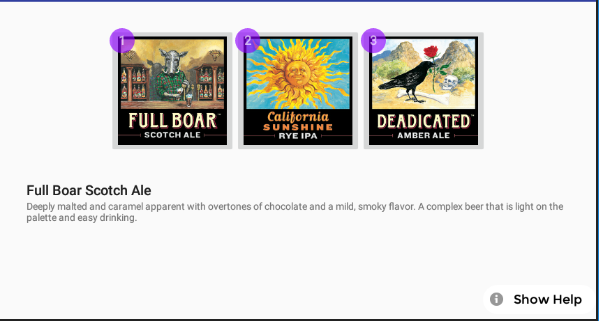 1
2
3
FULL BOAR
SCOTCH ALE
California
SUNSHINE
RYE IPA
DEADICATED
AMBER ALE
Full Boar Scotch Ale
Deeply malted and caramel apparent with overtones of chocolate and a mild, smoky flavor. A complex beer that is light on the
palette and easy drinking.
Show Help